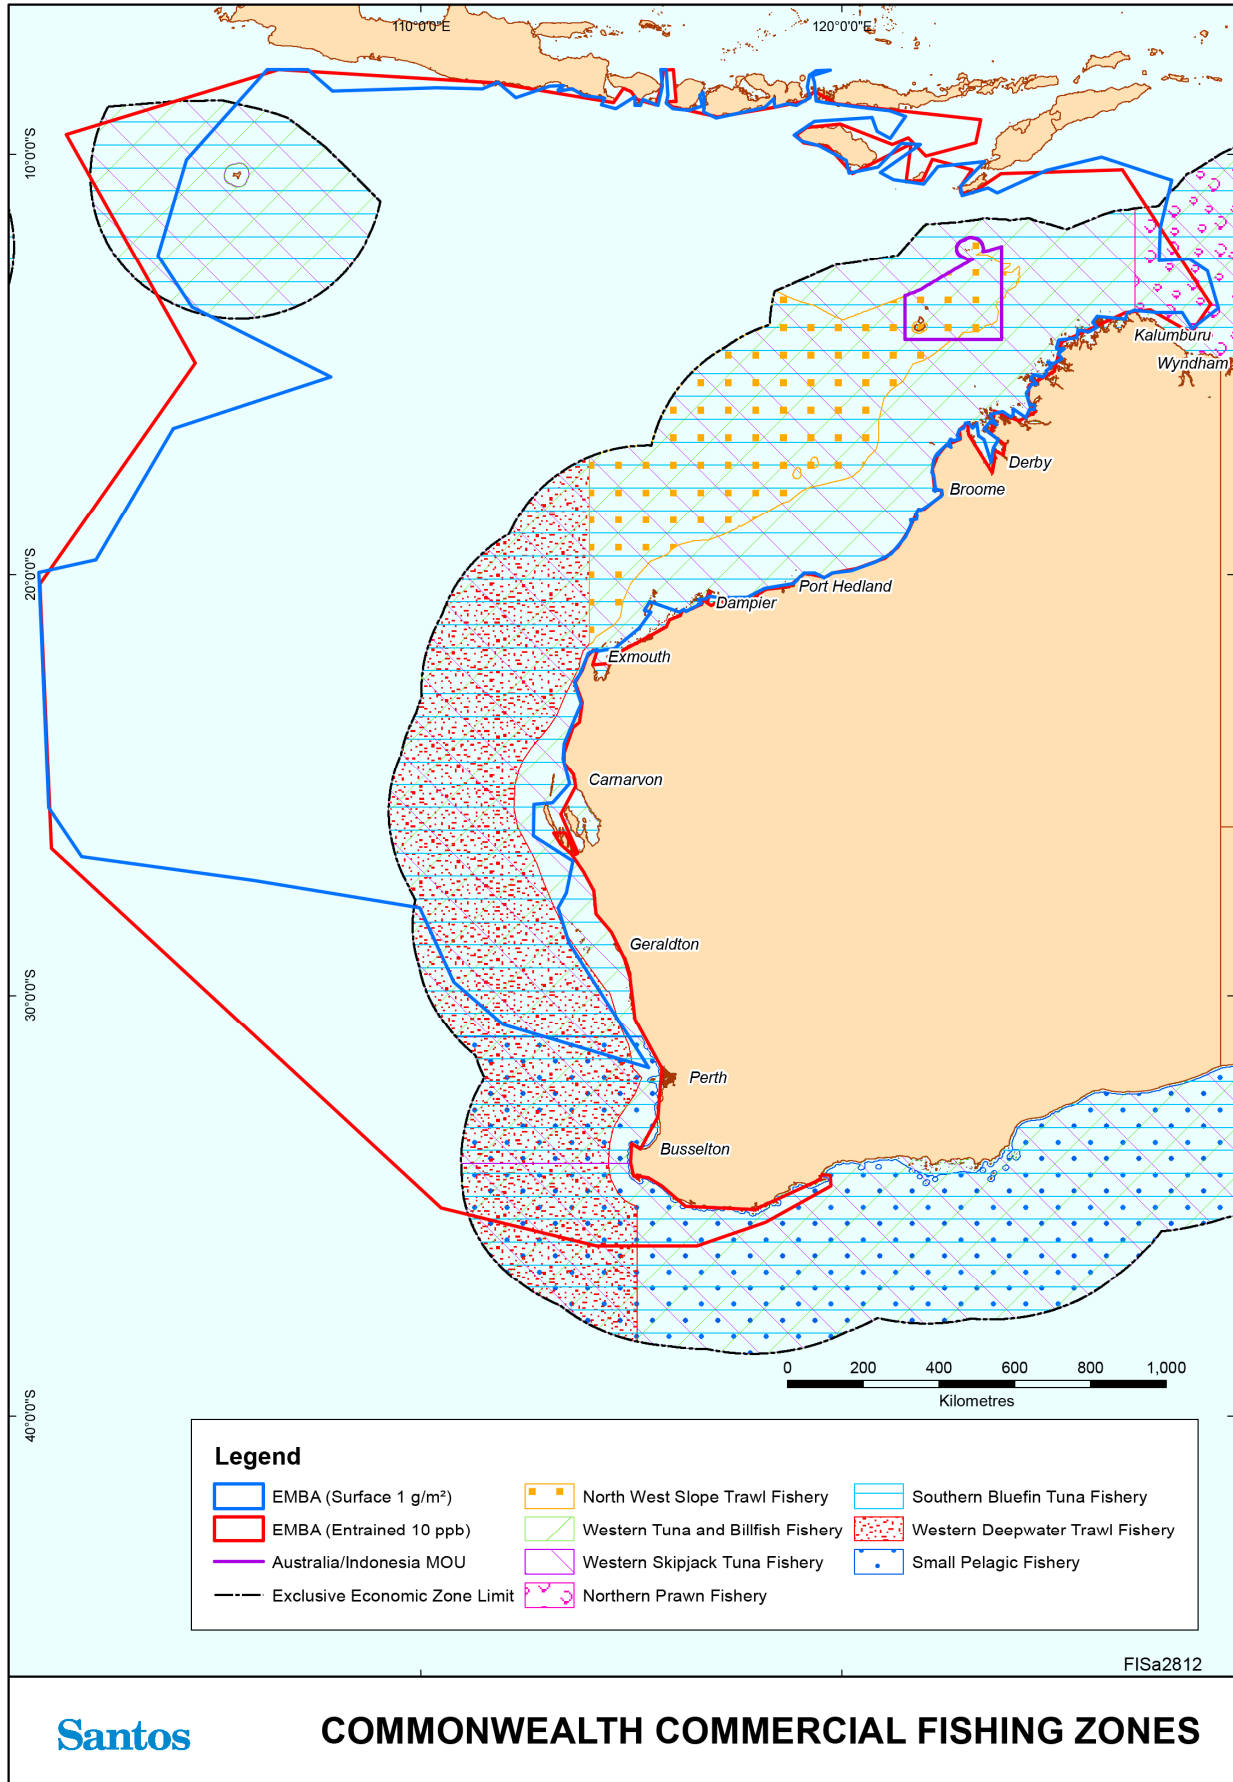 110°0'0"E
120°0'0"E
10°0'0"S
Kalumburu
Wyndham
Derby
Broome
20°0'0"S
Port Hedland
Dampier
Exmouth
Carnarvon
Geraldton
30°0'0"S
Perth
Busselton
0 200 400 600 800 1,000
Kilometres
40°0'0"S
Legend
EMBA (Surface 1 g/m²)
EMBA (Entrained 10 ppb)
Australia/Indonesia MOU
Exclusive Economic Zone Limit
North West Slope Trawl Fishery
Western Tuna and Billfish Fishery
Western Skipjack Tuna Fishery
Northern Prawn Fishery
Southern Bluefin Tuna Fishery
Western Deepwater Trawl Fishery
Small Pelagic Fishery
FISa2812
Santos
COMMONWEALTH COMMERCIAL FISHING ZONES